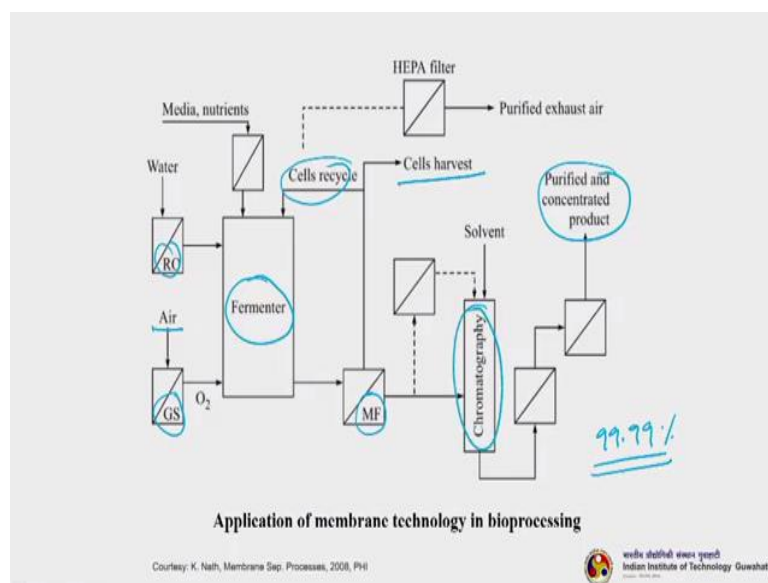 HEPA filter
Media, nutrients
Purified exhaust air
Water
Cells recycle
Cells harvest
Purified and
concentrated
product
Solvent
RO
Fermenter
Air
Chromatography
GS
O₂
MF
99.99%
Application of membrane technology in bioprocessing
Courtesy: K. Nath, Membrane Sep. Processes, 2008, PHI
भारतीय प्रौद्योगिकी संस्थान गुवाहाटी
Indian Institute of Technology Guwahat